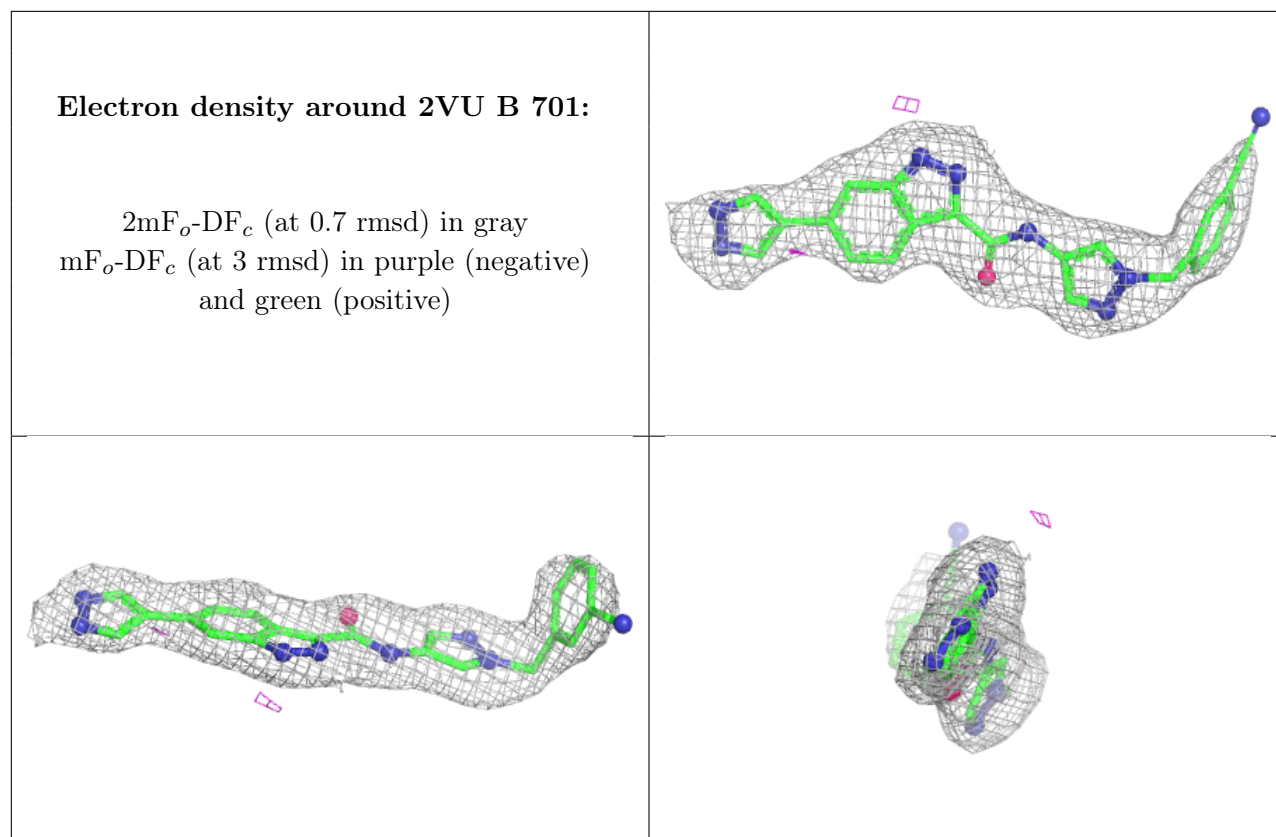 Electron density around 2VU B 701:
2mFo-DFc (at 0.7 rmsd) in gray
mFo-DFc (at 3 rmsd) in purple (negative)
and green (positive)